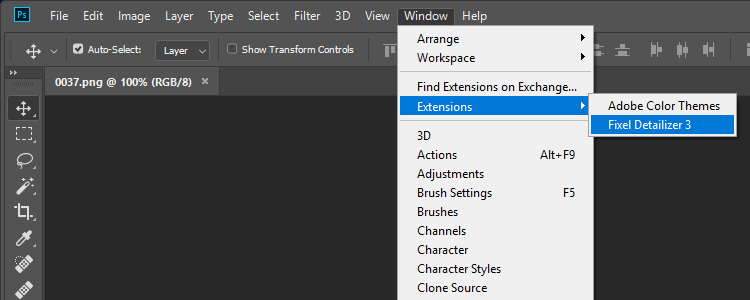 Ps File Edit Image Layer Type Select Filter 3D View Window Help
Auto-Select: Layer Show Transform Controls
0037.png @ 100% (RGB/8) ×
Arrange
Workspace
Find Extensions on Exchange...
Extensions
Adobe Color Themes
Fixel Detailizer 3
3D
Actions Alt+F9
Adjustments
Brush Settings F5
Brushes
Channels
Character
Character Styles
Clone Source